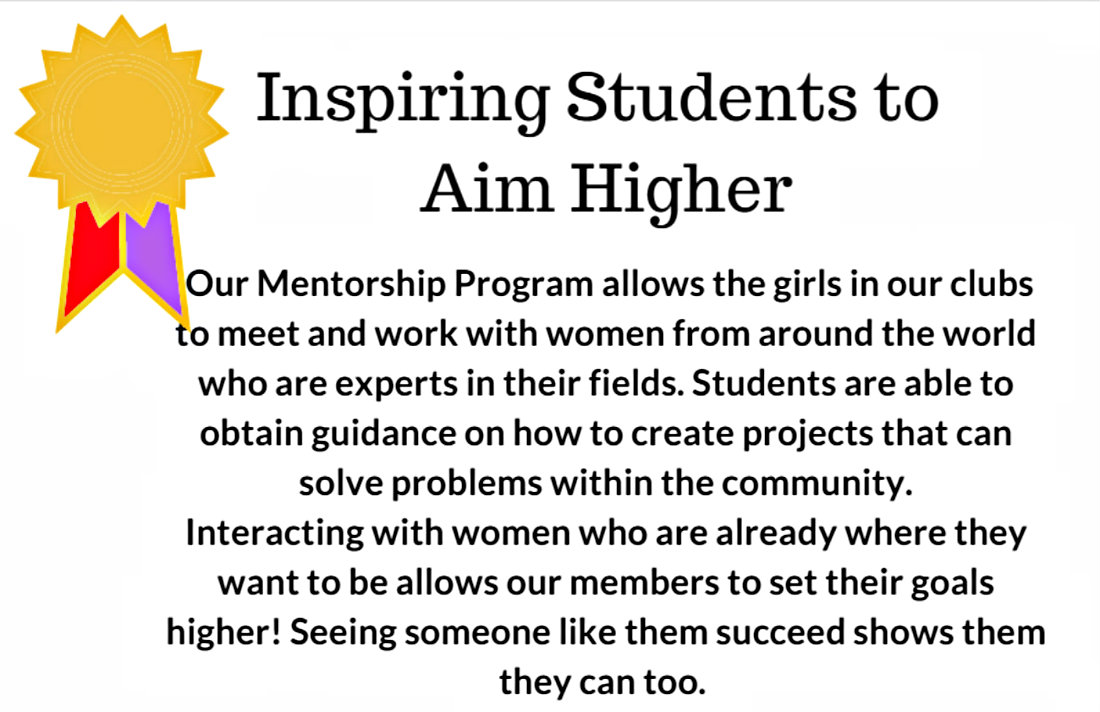 Inspiring Students to
Aim Higher
Our Mentorship Program allows the girls in our clubs
to meet and work with women from around the world
who are experts in their fields. Students are able to
obtain guidance on how to create projects that can
solve problems within the community.
Interacting with women who are already where they
want to be allows our members to set their goals
higher! Seeing someone like them succeed shows them
they can too.